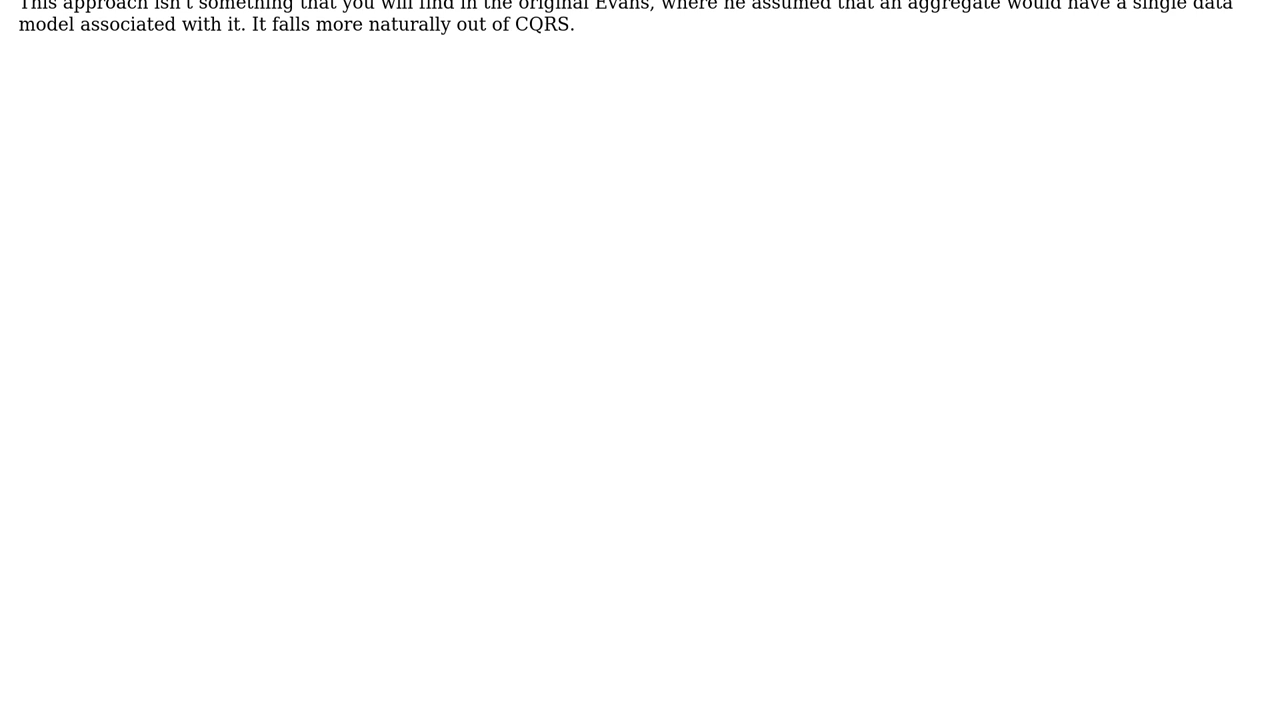 This approach isn't something that you will find in the original Evans, where he assumed that an aggregate would have a single data
model associated with it. It falls more naturally out of CQRS.